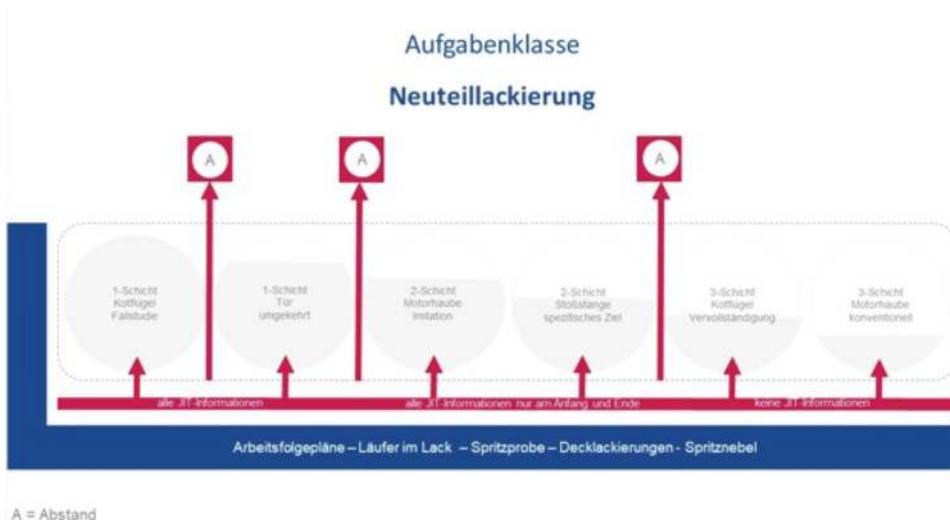 Aufgabenklasse
Neuteillackierung
A
A
A
1-Schicht
Kotflügel
Fallstudie
1-Schicht
Tür
umgekehrt
2-Schicht
Motorhaube
Imitation
2-Schicht
Stoßstange
spezifisches Ziel
3-Schicht
Kotflügel
Vervollständigung
3-Schicht
Motorhaube
konventionell
alle JIT-Informationen
alle JIT-Informationen nur am Anfang und Ende
keine JIT-Informationen
Arbeitsfolgepläne – Läufer im Lack – Spritzprobe – Decklackierungen - Spritznebel
A = Abstand